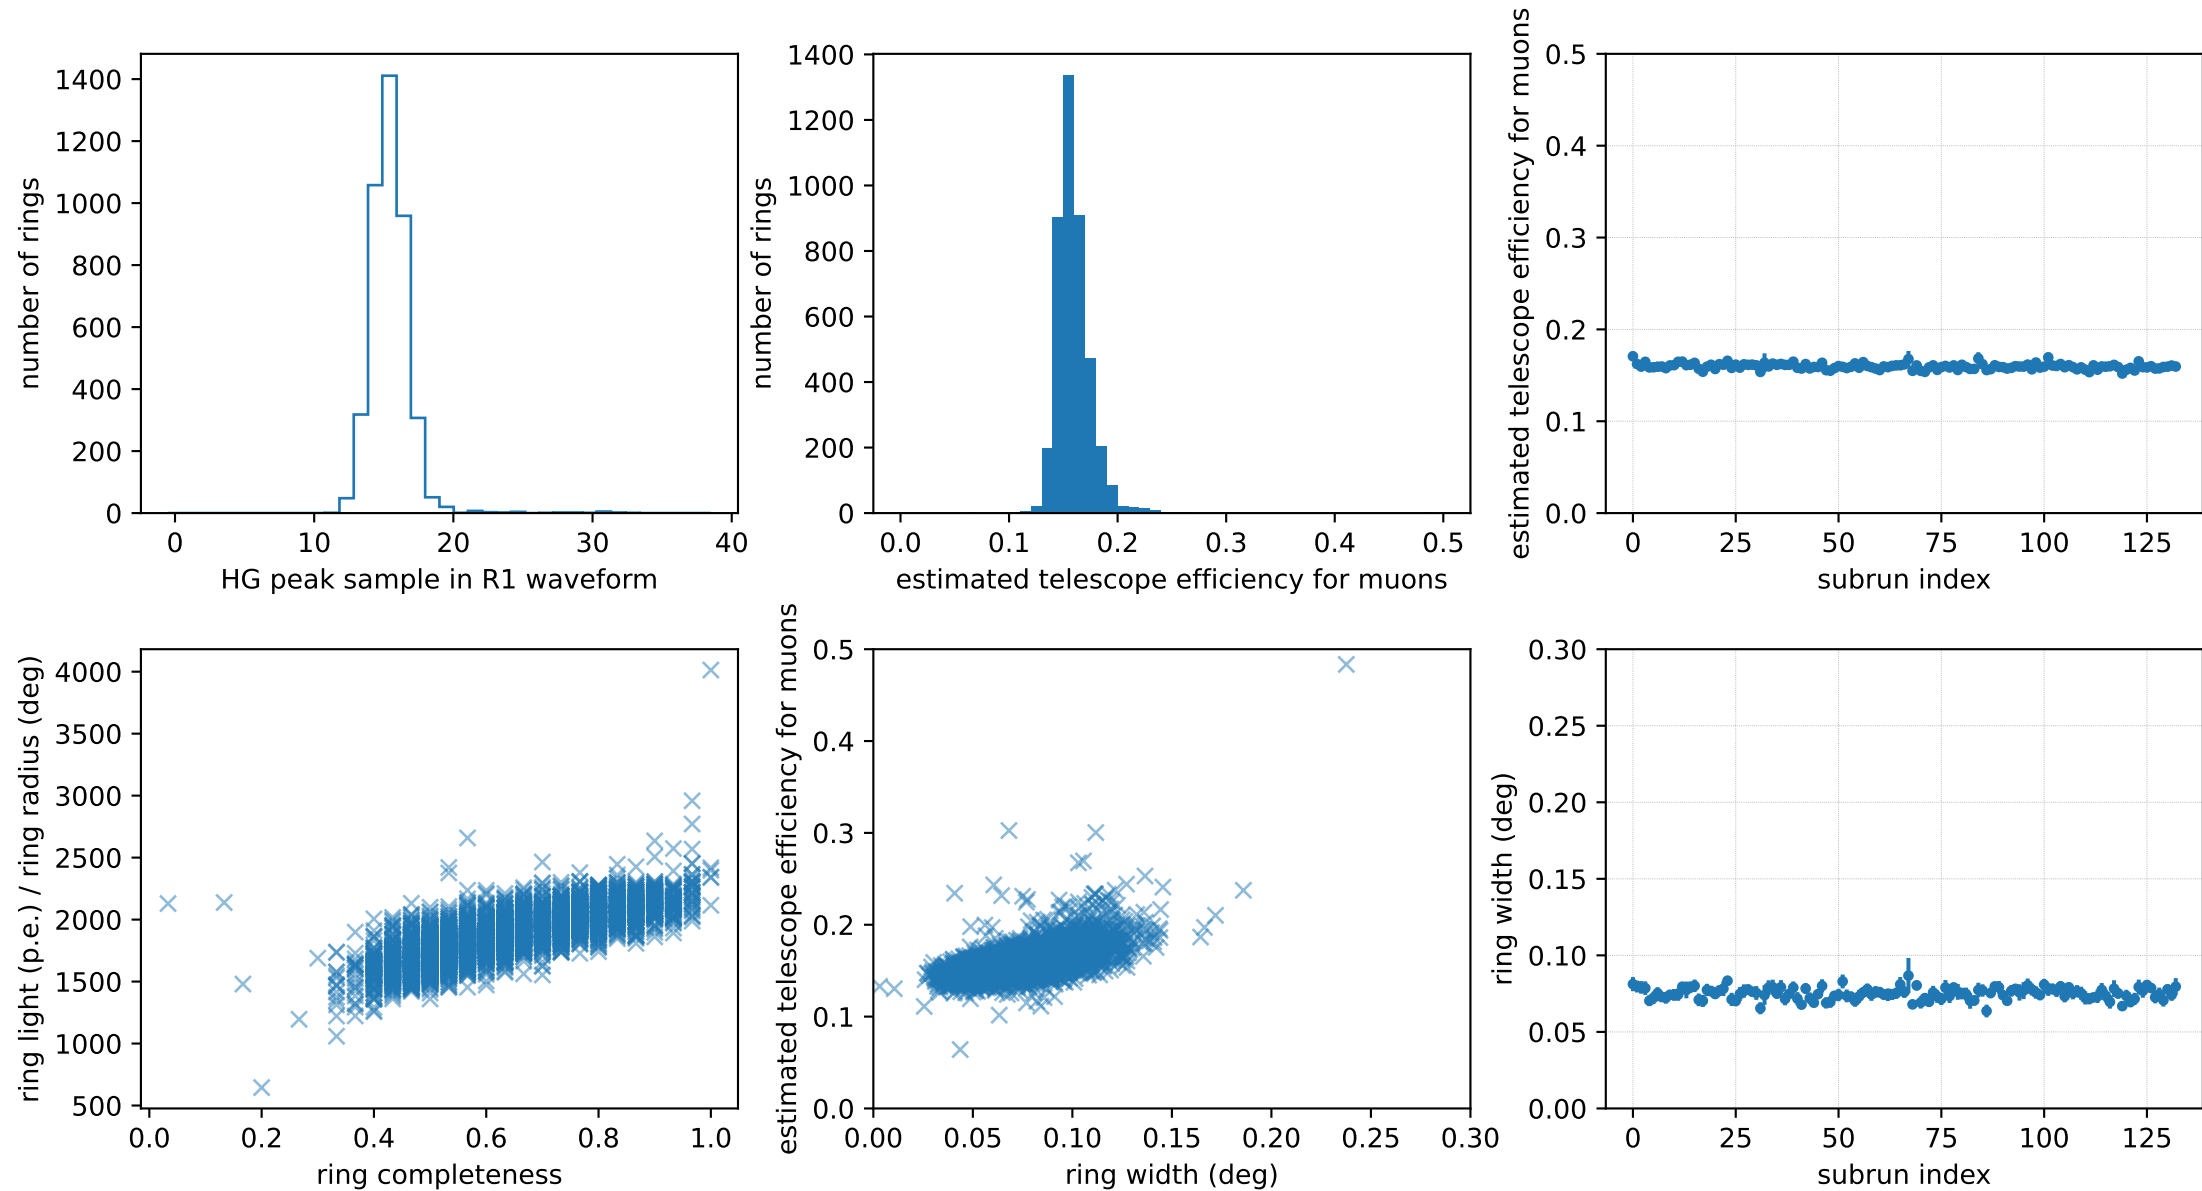 number of rings
1400
1200
1000
800
600
400
200
0
0 10 20 30 40
HG peak sample in R1 waveform
number of rings
1400
1200
1000
800
600
400
200
0
0.0 0.1 0.2 0.3 0.4 0.5
estimated telescope efficiency for muons
estimated telescope efficiency for muons
0.5
0.4
0.3
0.2
0.1
0.0
0 25 50 75 100 125
subrun index
ring light (p.e.) / ring radius (deg)
4000
3500
3000
2500
2000
1500
1000
500
0.0 0.2 0.4 0.6 0.8 1.0
ring completeness
estimated telescope efficiency for muons
0.5
0.4
0.3
0.2
0.1
0.0
0.00 0.05 0.10 0.15 0.20 0.25 0.30
ring width (deg)
ring width (deg)
0.30
0.25
0.20
0.15
0.10
0.05
0.00
0 25 50 75 100 125
subrun index